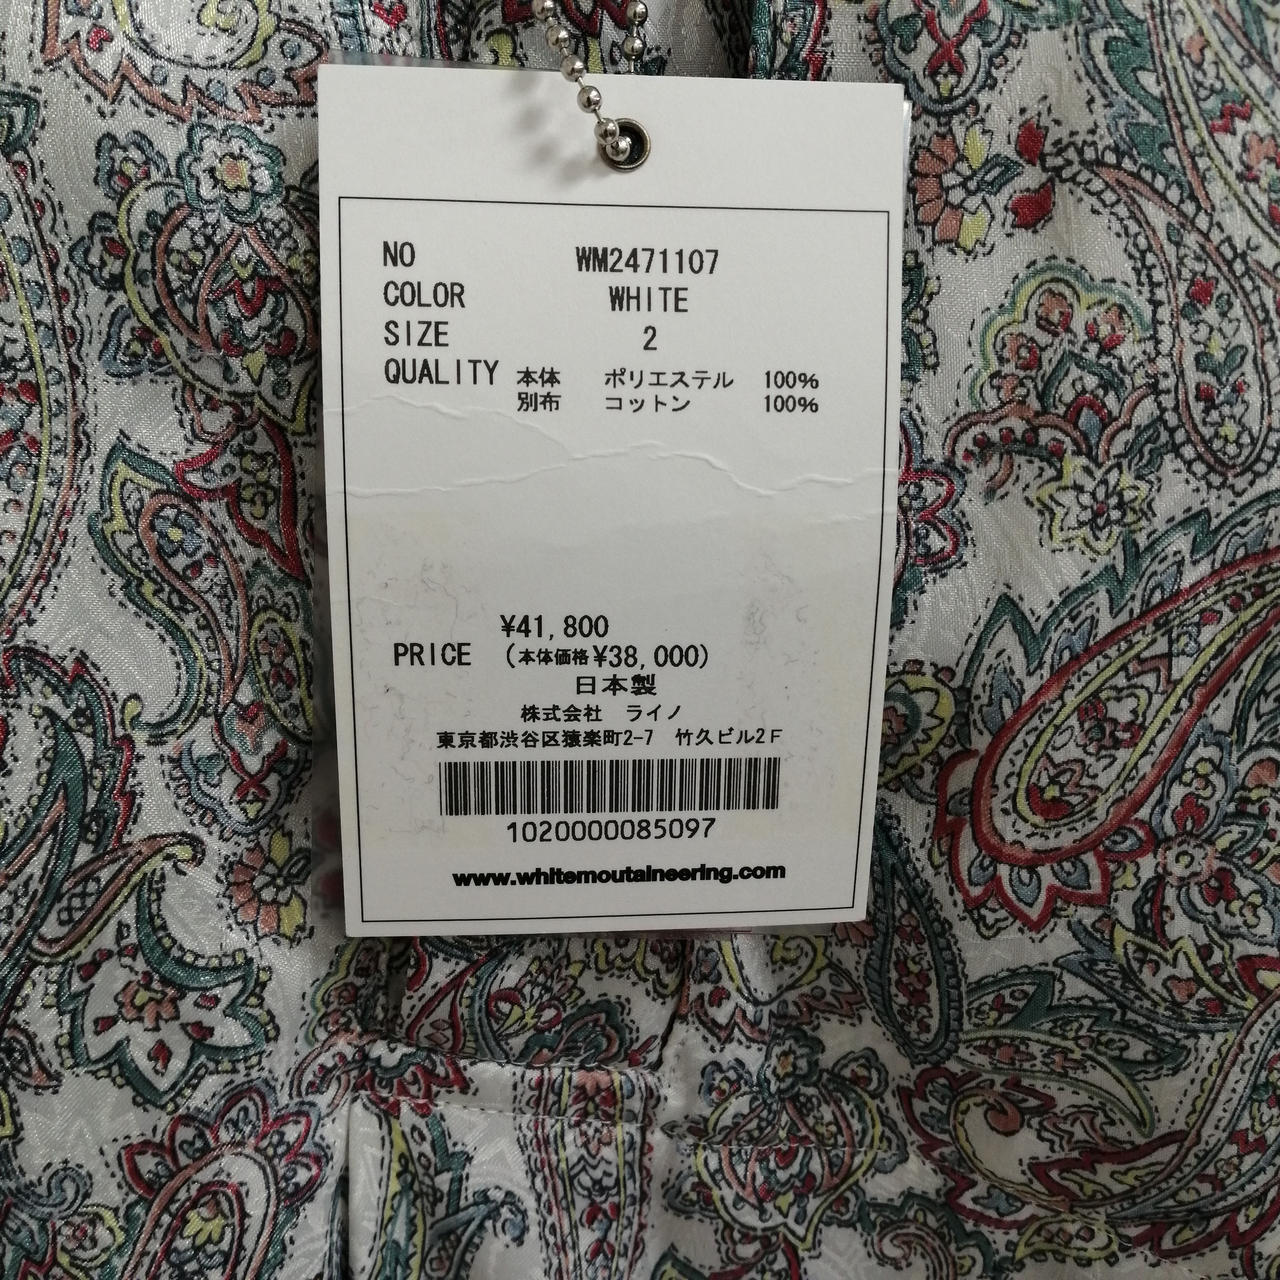 NO WM2471107
COLOR WHITE
SIZE 2
QUALITY 本体 ポリエステル 100%
別布 コットン 100%
¥41,800
PRICE (本体価格¥38,000)
日本製
株式会社 ライノ
東京都渋谷区猿楽町2-7 竹久ビル2F
1020000085097
www.whitemoutaineering.com